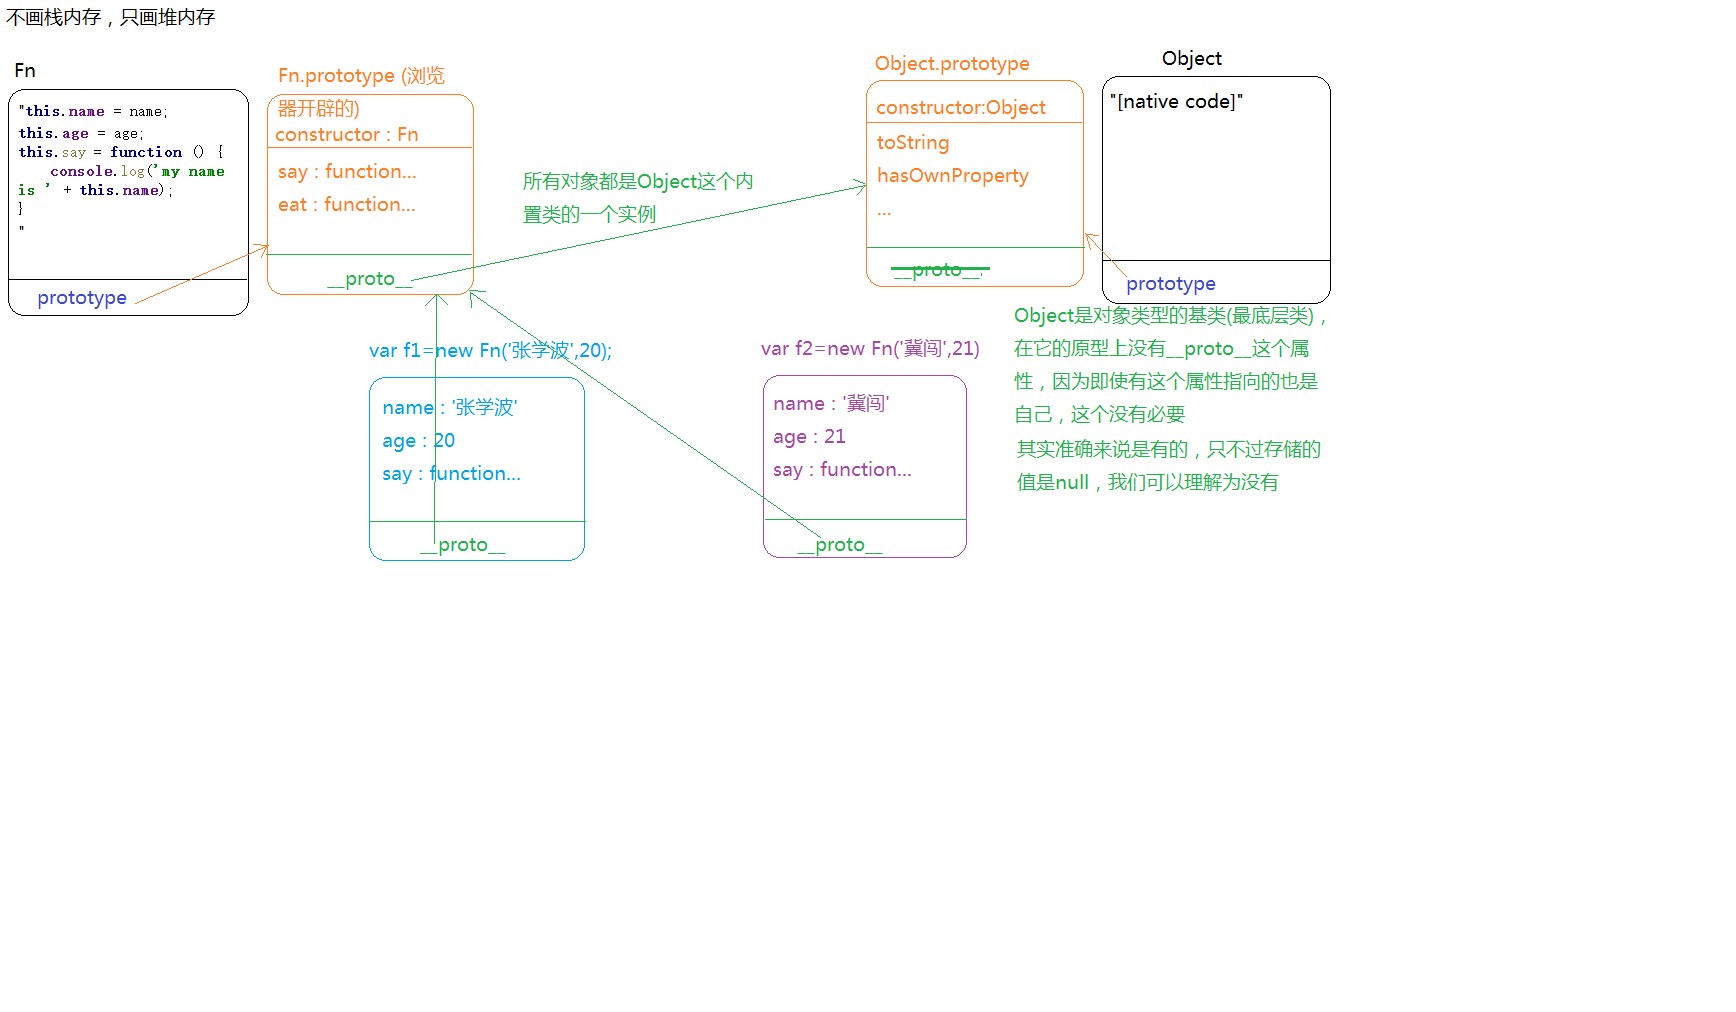 不画栈内存，只画堆内存
Fn
"this.name = name;
this.age = age;
this.say = function () {
console.log('my name
is ' + this.name);
}
"
prototype
Fn.prototype (浏览
器开辟的)
constructor : Fn
say : function...
eat : function...
__proto__
所有对象都是Object这个内
置类的一个实例
Object.prototype
constructor:Object
toString
hasOwnProperty
...
__proto__.
Object
"[native code]"
prototype
Object是对象类型的基类(最底层类)，
在它的原型上没有__proto__这个属
性，因为即使有这个属性指向的也是
自己，这个没有必要
其实准确来说是有的，只不过存储的
值是null，我们可以理解为没有
var f1=new Fn('张学波',20);
name : '张学波'
age : 20
say : function...
__proto__
var f2=new Fn('冀闯',21)
name : '冀闯'
age : 21
say : function...
__proto__